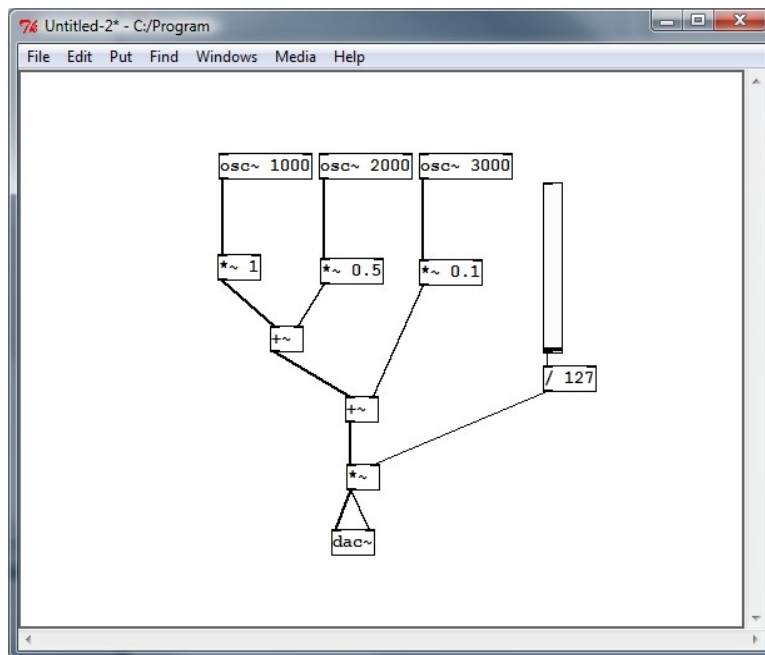 Untitled-2* - C:/Program
File Edit Put Find Windows Media Help
osc~ 1000 osc~ 2000 osc~ 3000
*~ 1 *~ 0.5 *~ 0.1
+~
/ 127
+~
*~
dac~